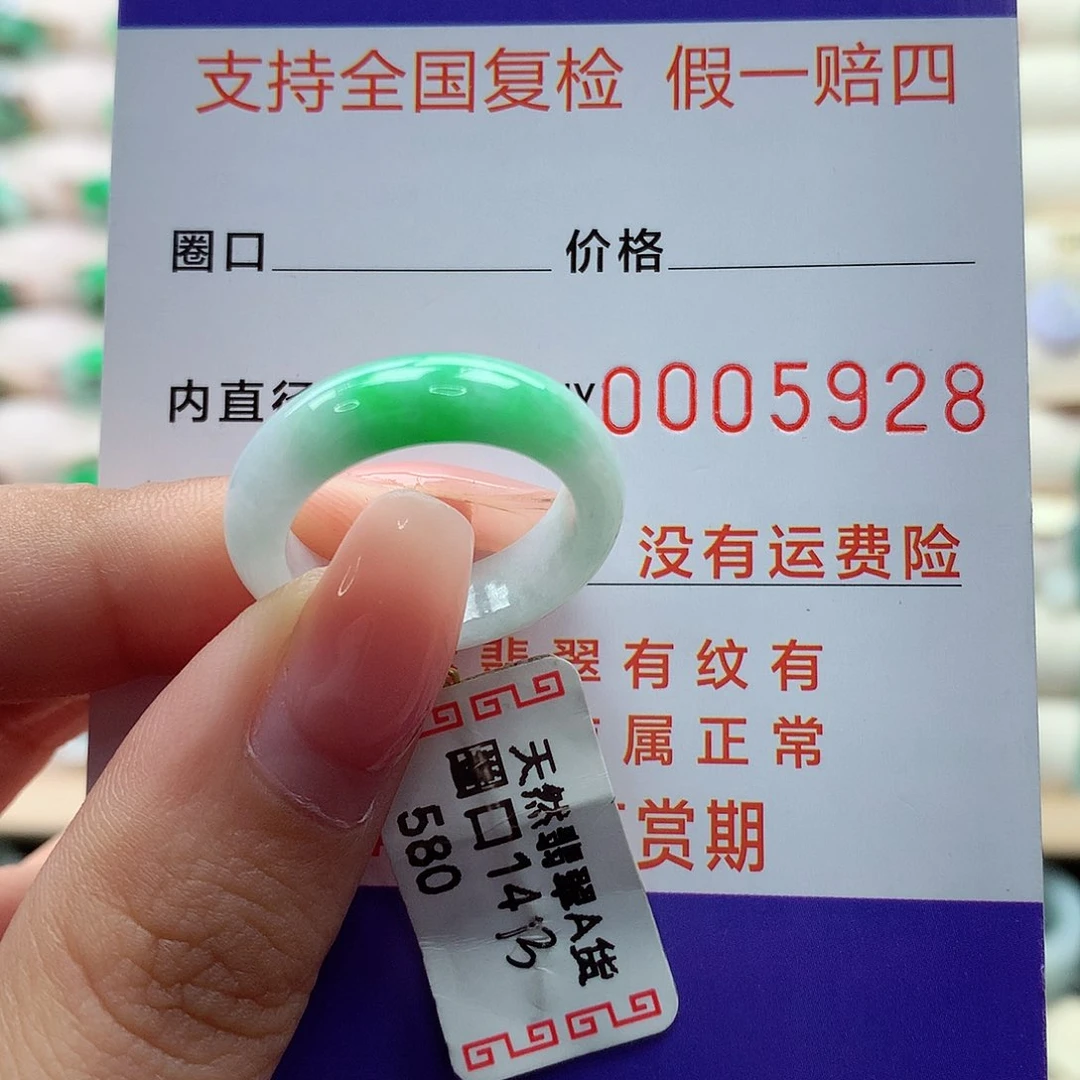 支持全国复检 假一赔四
圈口 价格
内直径 0005928
没有运费险
翡翠有纹有
属正常
赏期
天然翡翠A货
圈口14.
580